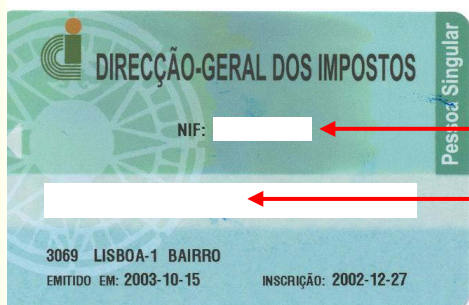 DIRECÇÃO-GERAL DOS IMPOSTOS
Pessoa Singular
NIF:
3069 LISBOA-1 BAIRRO
EMITIDO EM: 2003-10-15 INSCRIÇÃO: 2002-12-27